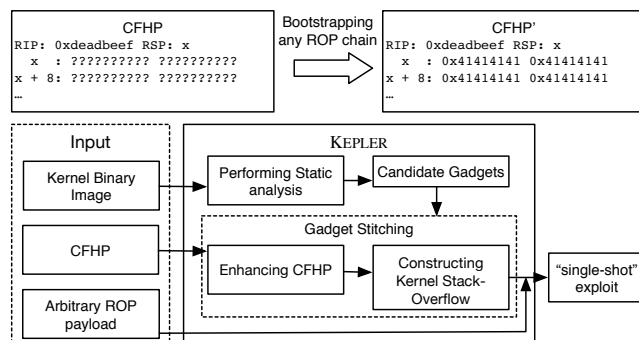 CFHP
RIP: 0xdeadbeef RSP: x
x : ?????????? ??????????
x + 8: ?????????? ??????????
…
Bootstrapping
any ROP chain
CFHP’
RIP: 0xdeadbeef RSP: x
x : 0x41414141 0x41414141
x + 8: 0x41414141 0x41414141
…
Input
Kernel Binary
Image
CFHP
Arbitrary ROP
payload
KEPLER
Performing Static
analysis
Candidate Gadgets
Gadget Stitching
Enhancing CFHP
Constructing
Kernel Stack-
Overflow
“single-shot”
exploit